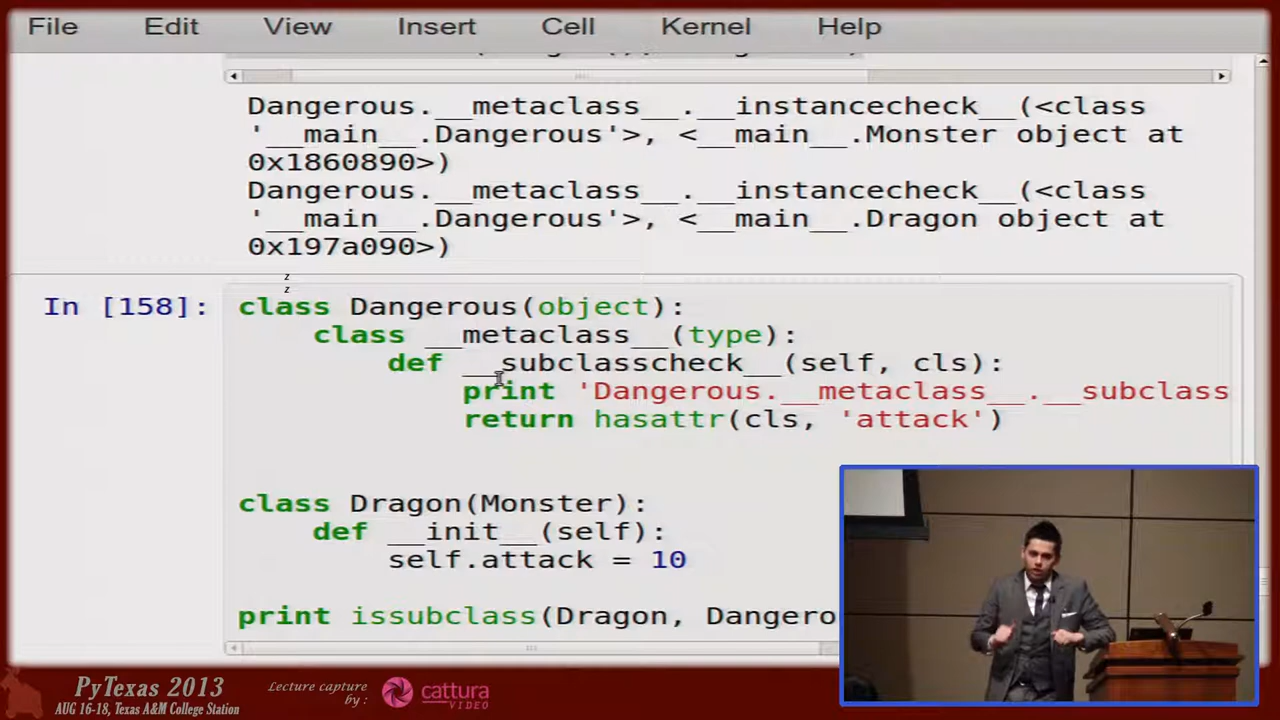 File Edit View Insert Cell Kernel Help
Dangerous.__metaclass__.__instancecheck__(<class
'__main__.Dangerous'>, <__main__.Monster object at
0x1860890>)
Dangerous.__metaclass__.__instancecheck__(<class
'__main__.Dangerous'>, <__main__.Dragon object at
0x197a090>)
z
z
In [158]: class Dangerous(object):
class __metaclass__(type):
def __subclasscheck__(self, cls):
print 'Dangerous.__metaclass__.__subclass
return hasattr(cls, 'attack')
class Dragon(Monster):
def __init__(self):
self.attack = 10
print issubclass(Dragon, Dangero
PyTexas 2013
AUG 16-18, Texas A&M College Station
Lecture capture
by :
cattura
VIDEO